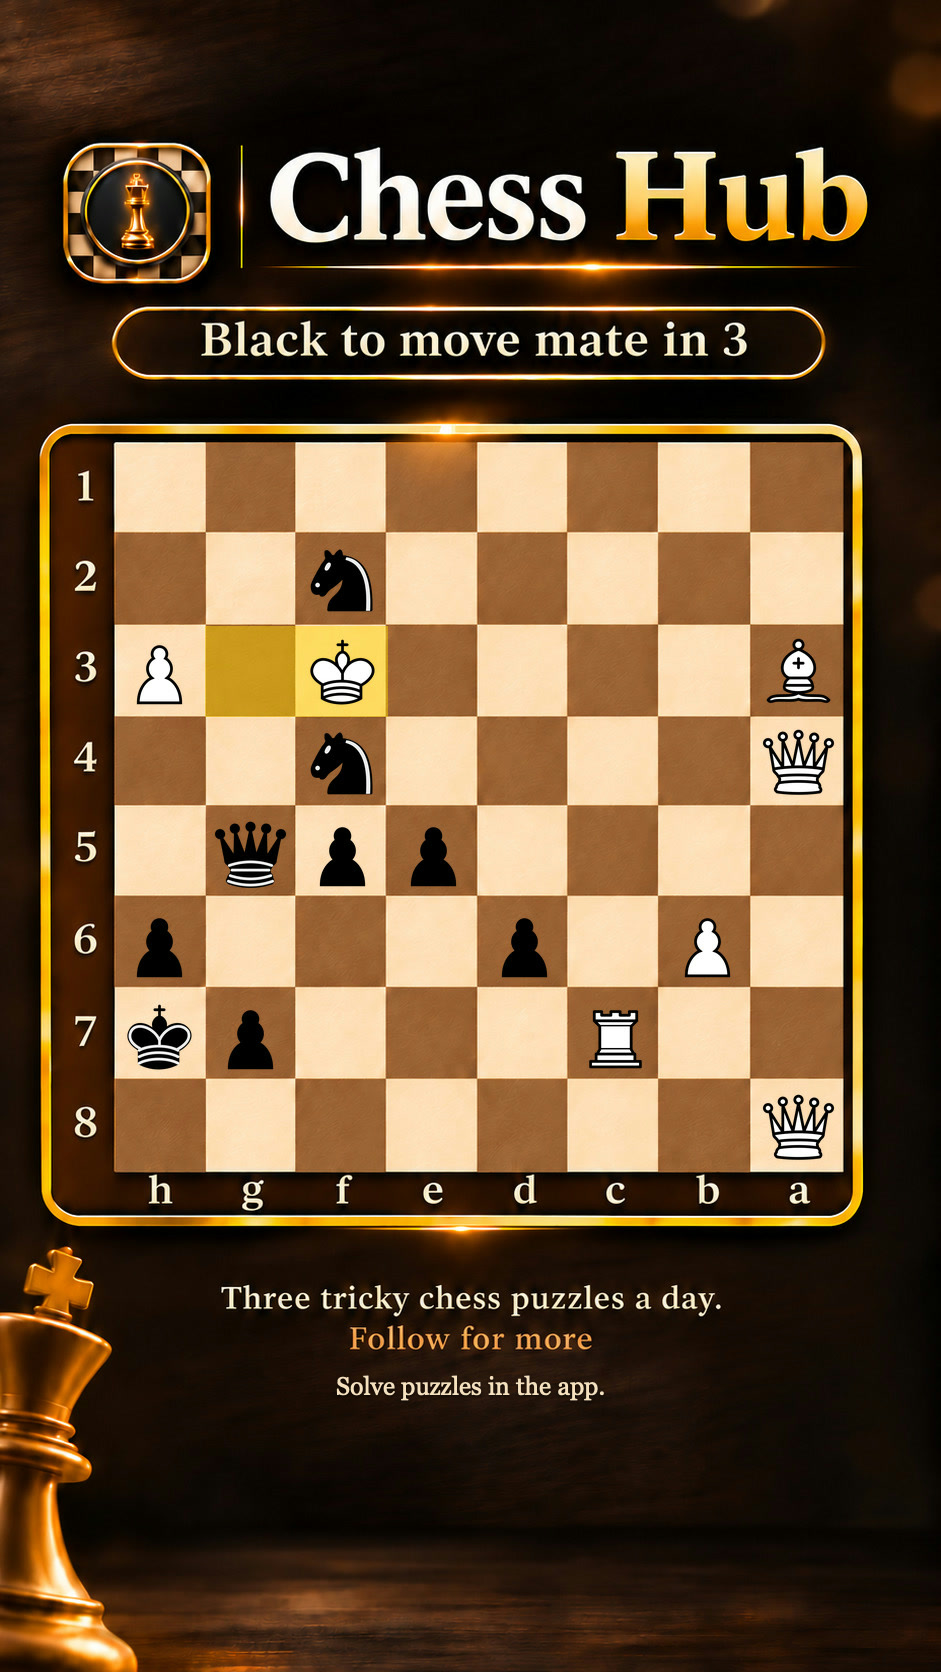 Chess Hub
Black to move mate in 3
1
2
3
4
5
6
7
8
h g f e d c b a
Three tricky chess puzzles a day.
Follow for more
Solve puzzles in the app.